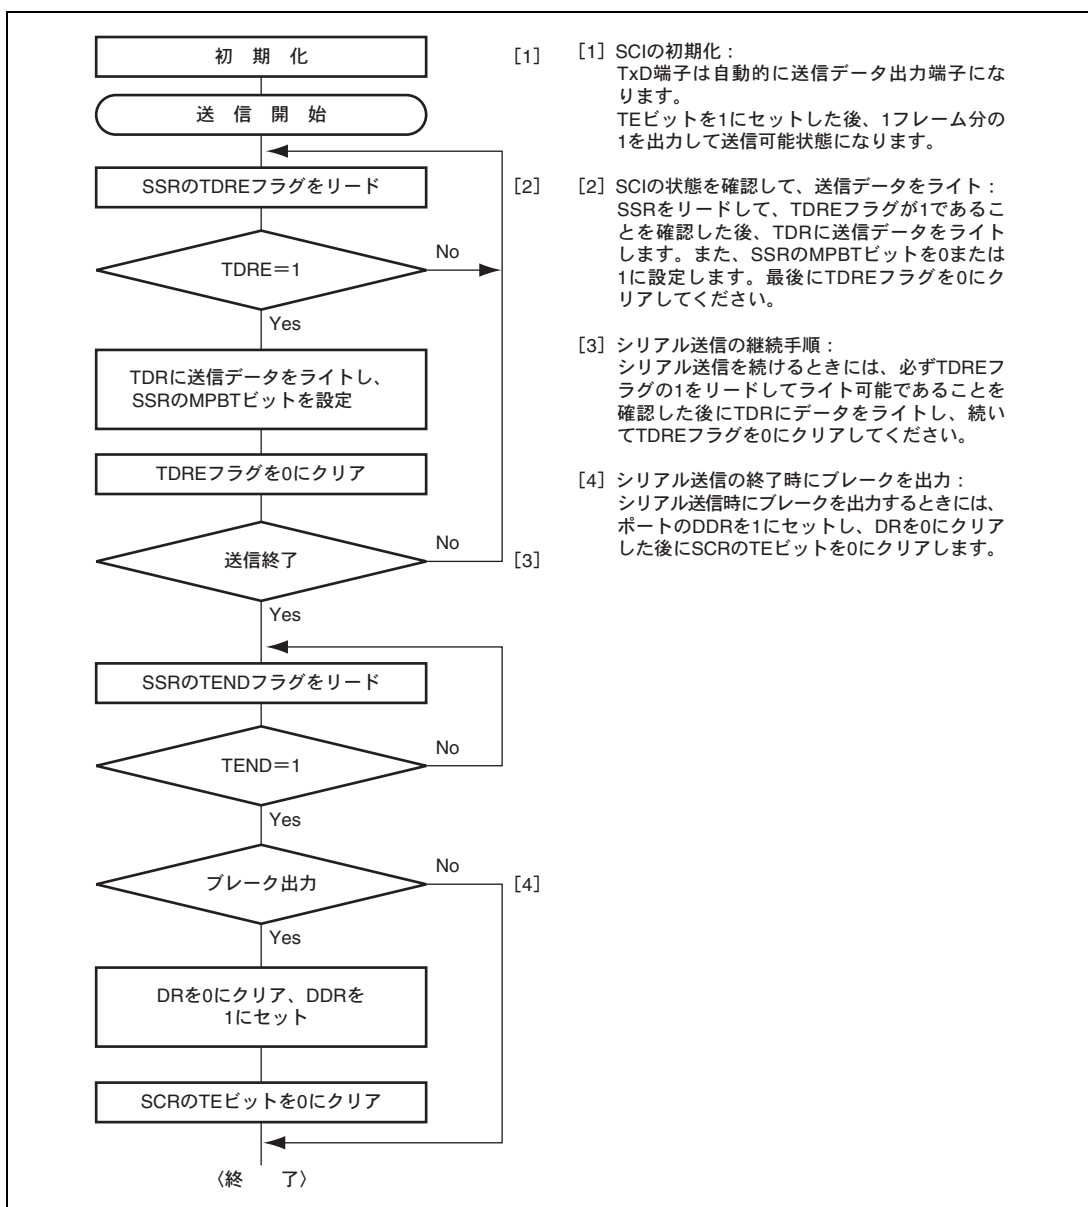 初 期 化 [1]
送 信 開 始
SSRのTDREフラグをリード [2]
TDRE＝1
No
Yes
TDRに送信データをライトし、
SSRのMPBTビットを設定
TDREフラグを0にクリア
送信終了
No
[3]
Yes
SSRのTENDフラグをリード
TEND＝1
No
Yes
ブレーク出力
No
[4]
Yes
DRを0にクリア、DDRを
1にセット
SCRのTEビットを0にクリア
〈終 了〉
[1] SCIの初期化：
TxD端子は自動的に送信データ出力端子にな
ります。
TEビットを1にセットした後、1フレーム分の
1を出力して送信可能状態になります。
[2] SCIの状態を確認して、送信データをライト：
SSRをリードして、TDREフラグが1であるこ
とを確認した後、TDRに送信データをライト
します。また、SSRのMPBTビットを0または
1に設定します。最後にTDREフラグを0にク
リアしてください。
[3] シリアル送信の継続手順：
シリアル送信を続けるときには、必ずTDREフ
ラグの1をリードしてライト可能であることを
確認した後にTDRにデータをライトし、続い
てTDREフラグを0にクリアしてください。
[4] シリアル送信の終了時にブレークを出力：
シリアル送信時にブレークを出力するときには、
ポートのDDRを1にセットし、DRを0にクリア
した後にSCRのTEビットを0にクリアします。